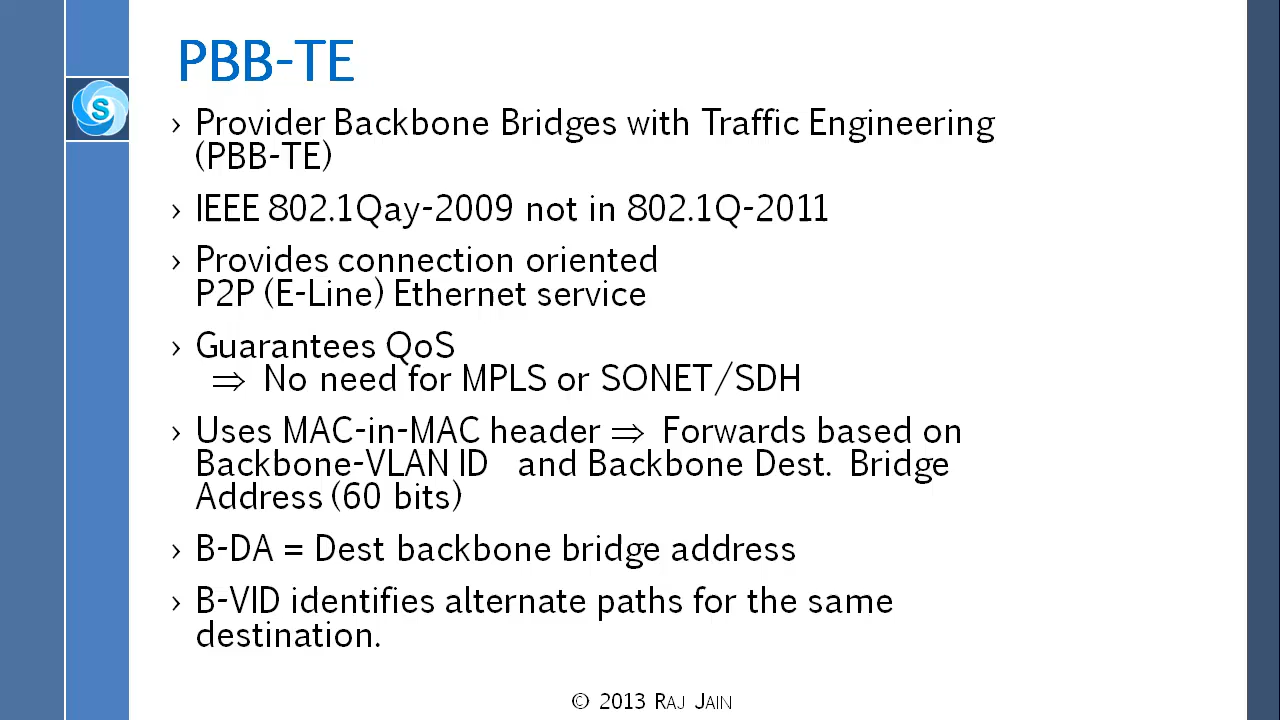 PBB-TE
› Provider Backbone Bridges with Traffic Engineering
(PBB-TE)
› IEEE 802.1Qay-2009 not in 802.1Q-2011
› Provides connection oriented
P2P (E-Line) Ethernet service
› Guarantees QoS
⇒ No need for MPLS or SONET/SDH
› Uses MAC-in-MAC header ⇒ Forwards based on
Backbone-VLAN ID and Backbone Dest. Bridge
Address (60 bits)
› B-DA = Dest backbone bridge address
› B-VID identifies alternate paths for the same
destination.
S
© 2013 RAJ JAIN